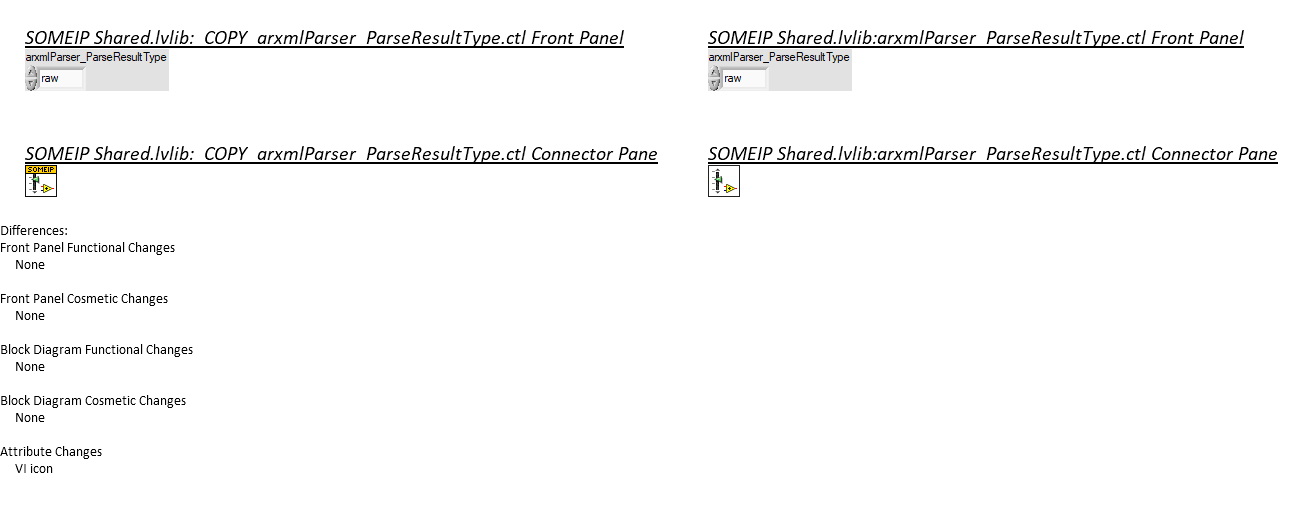 SOMEIP Shared.lvlib:_COPY_arxmlParser_ParseResultType.ctl Front Panel
arxmlParser_ParseResultType
raw
SOMEIP Shared.lvlib:arxmlParser_ParseResultType.ctl Front Panel
arxmlParser_ParseResultType
raw
SOMEIP Shared.lvlib:_COPY_arxmlParser_ParseResultType.ctl Connector Pane
SOMEIP
SOMEIP Shared.lvlib:arxmlParser_ParseResultType.ctl Connector Pane
Differences:
Front Panel Functional Changes
None
Front Panel Cosmetic Changes
None
Block Diagram Functional Changes
None
Block Diagram Cosmetic Changes
None
Attribute Changes
VI icon